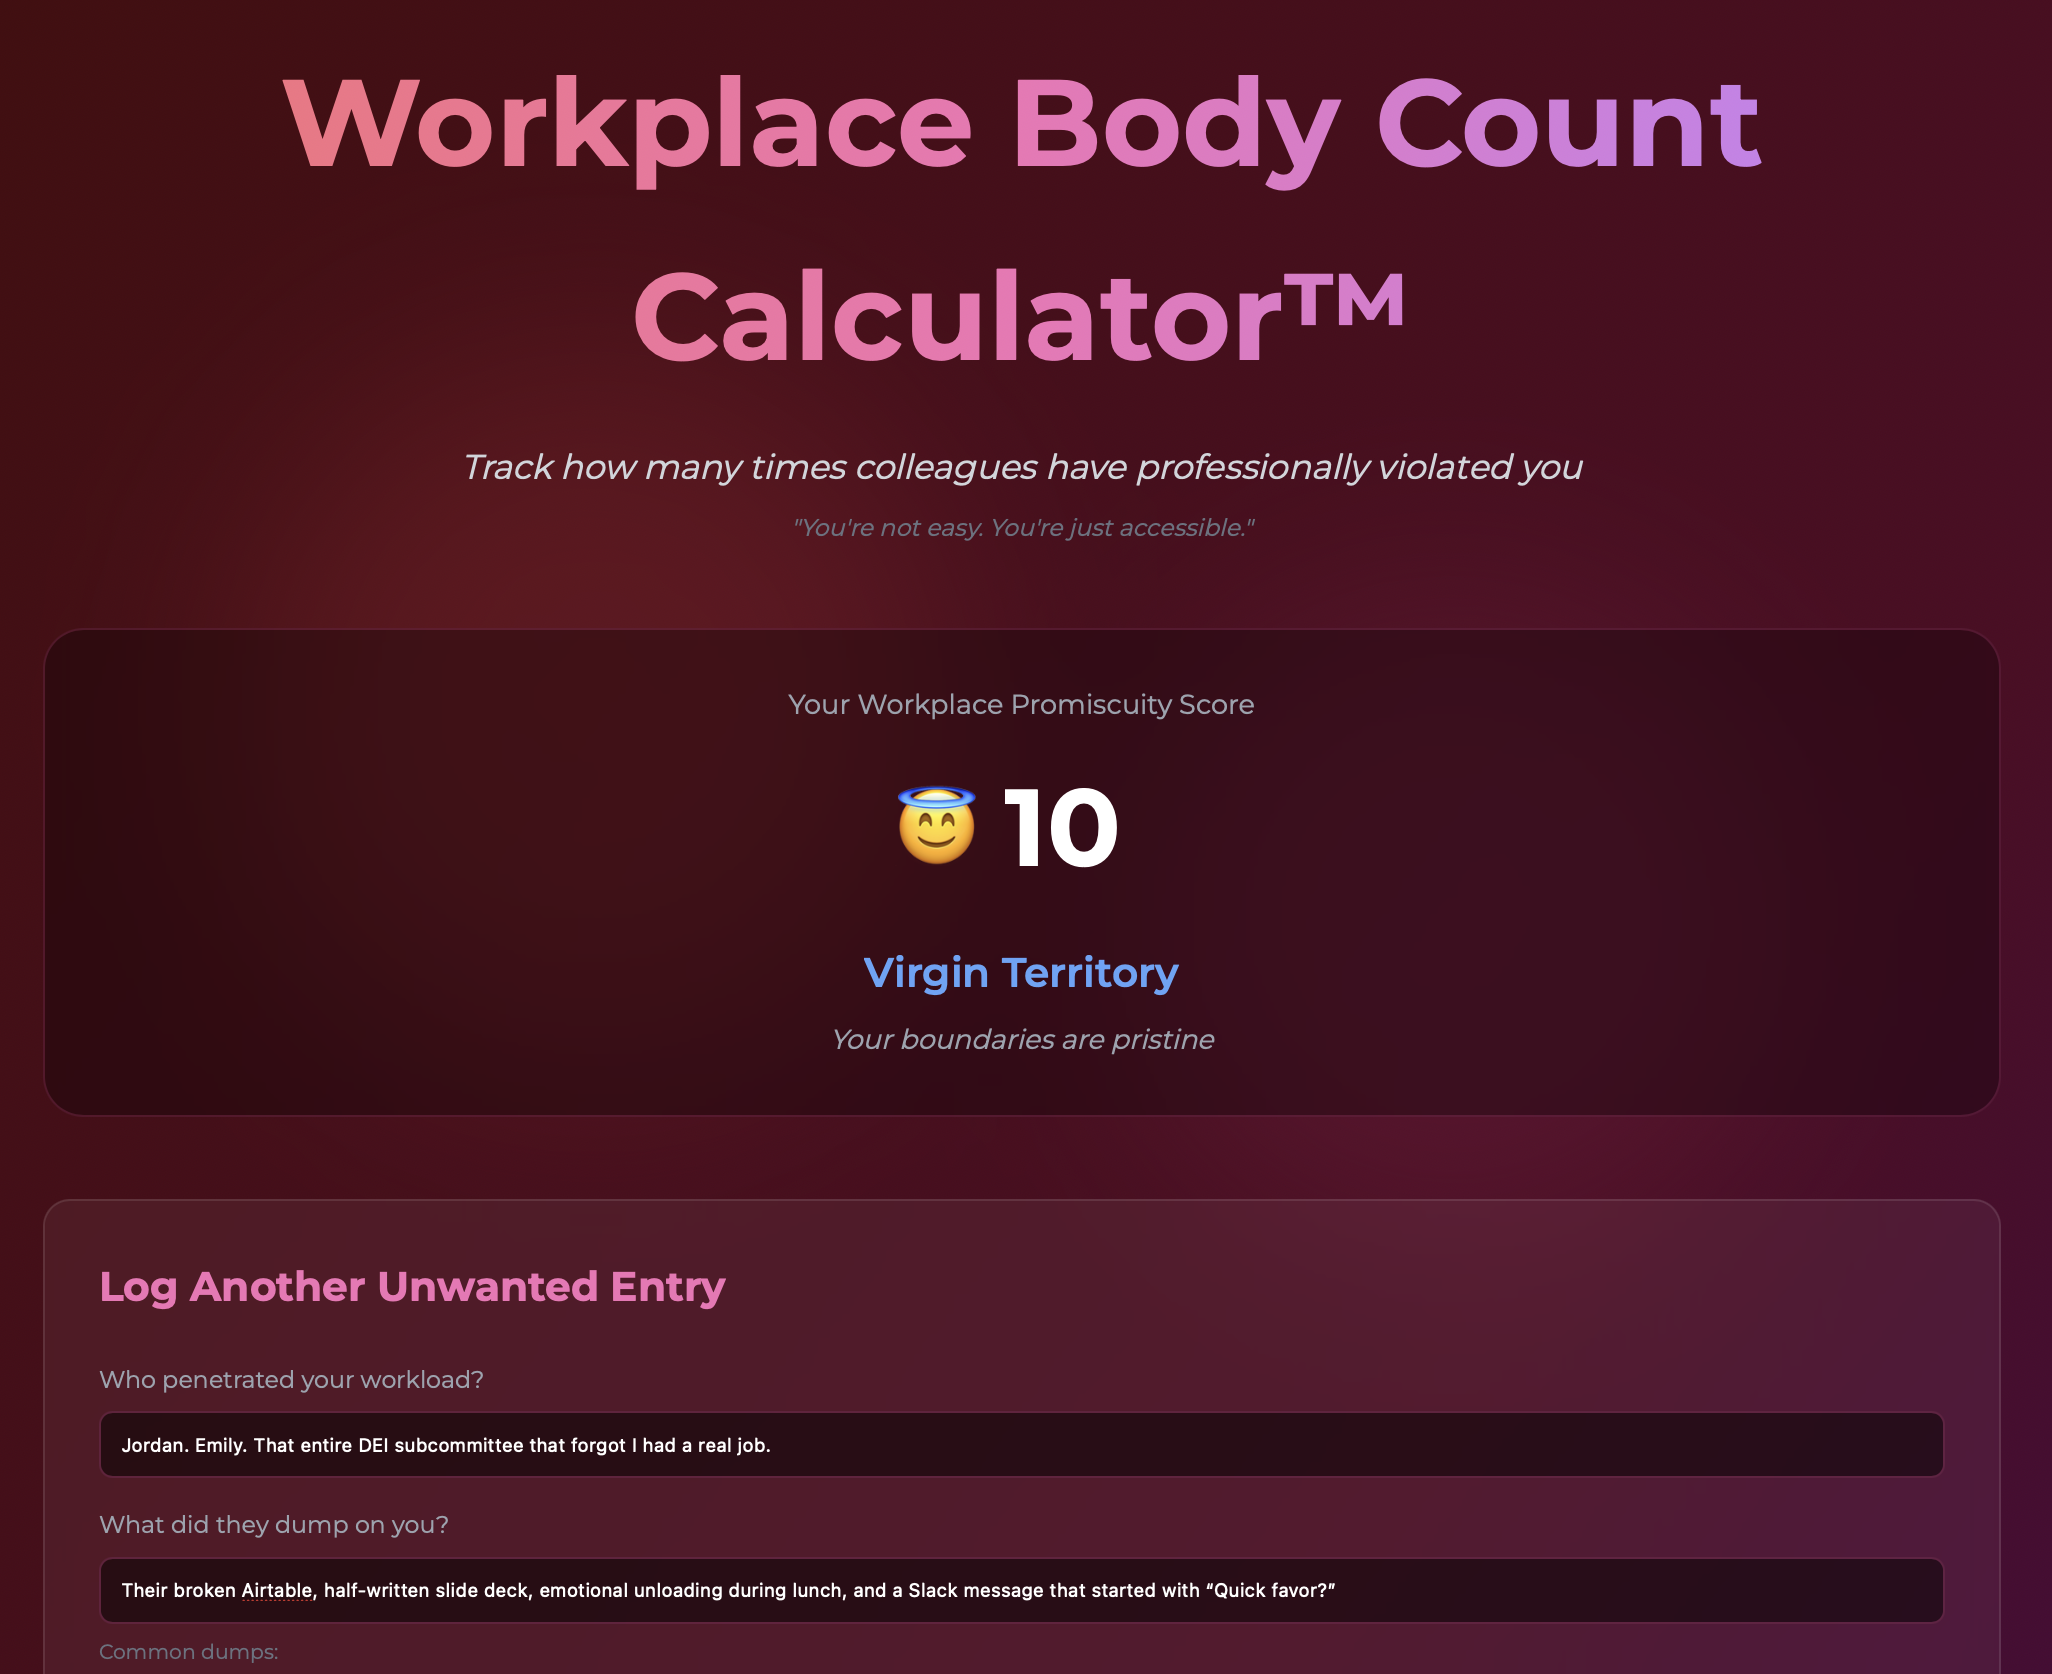 Workplace Body Count
Calculator™
Track how many times colleagues have professionally violated you
"You're not easy. You're just accessible."
Your Workplace Promiscuity Score
😇 10
Virgin Territory
Your boundaries are pristine
Log Another Unwanted Entry
Who penetrated your workload?
Jordan. Emily. That entire DEI subcommittee that forgot I had a real job.
What did they dump on you?
Their broken Airtable, half-written slide deck, emotional unloading during lunch, and a Slack message that started with “Quick favor?”
Common dumps: